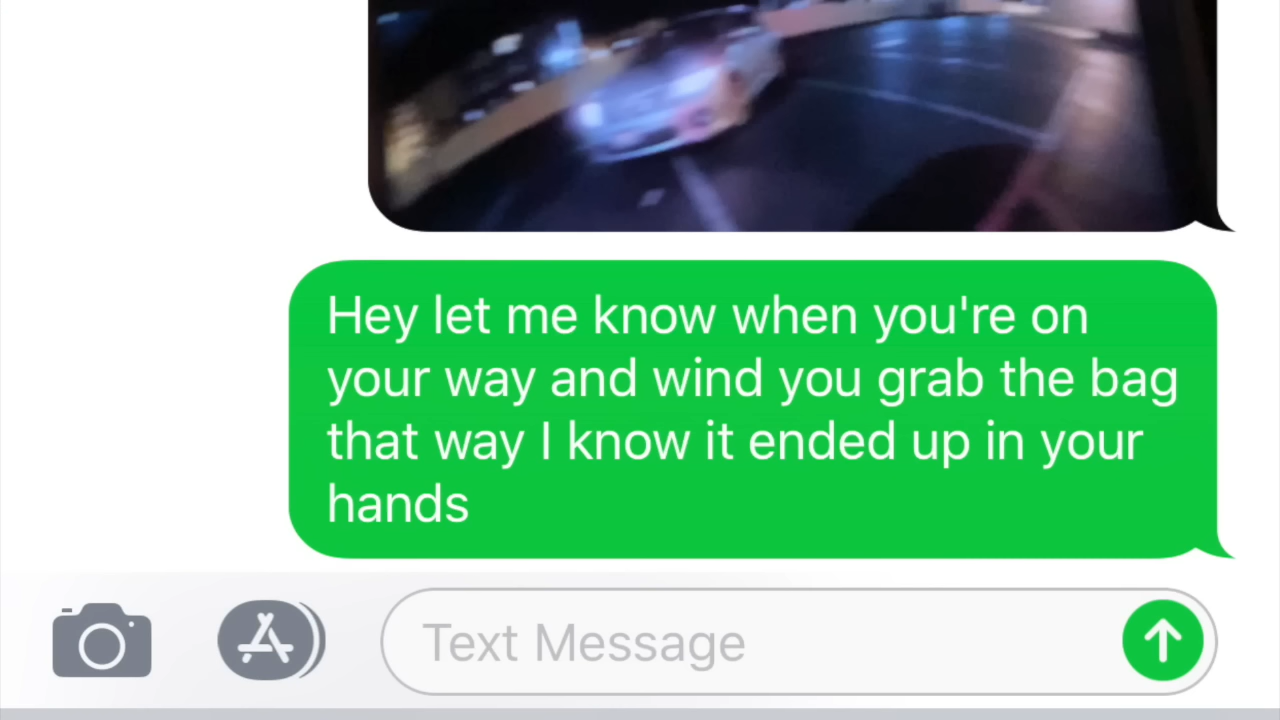 Hey let me know when you're on
your way and wind you grab the bag
that way I know it ended up in your
hands
Text Message